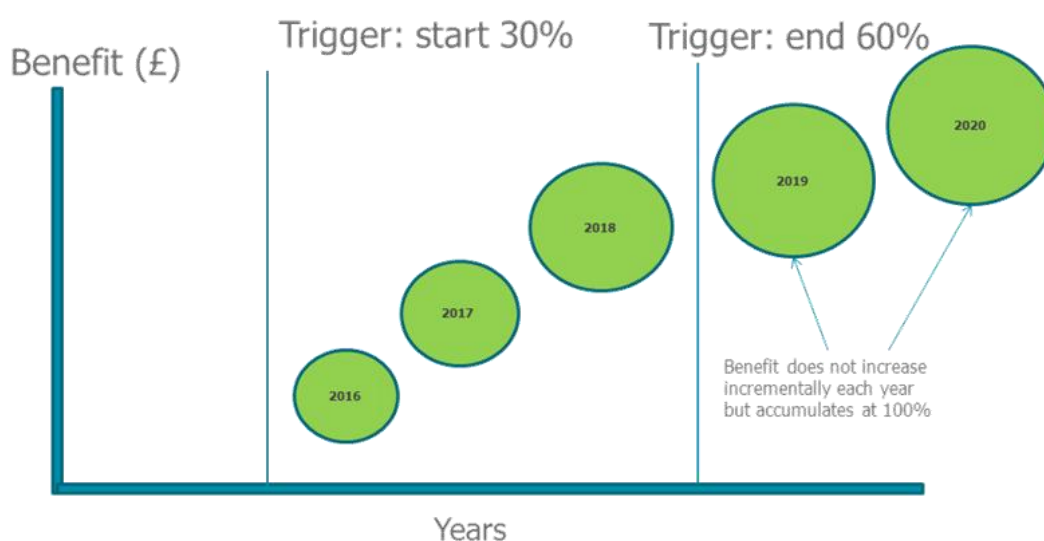 Trigger: start 30%
Trigger: end 60%
Benefit (£)
2020
2019
2018
2017
2016
Benefit does not increase
incrementally each year
but accumulates at 100%
Years